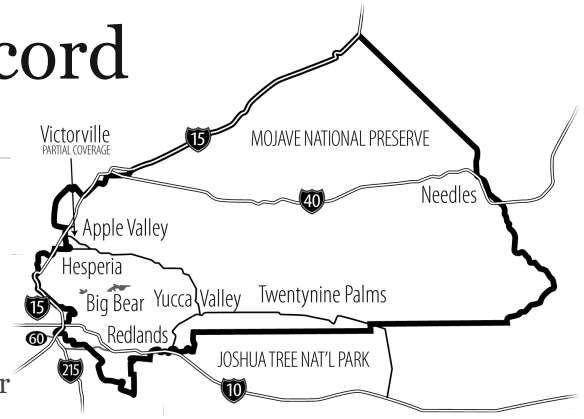 cord
Victorville
PARTIAL COVERAGE
15
MOJAVE NATIONAL PRESERVE
40
Needles
Apple Valley
Hesperia
Big Bear
Yucca Valley
Twentynine Palms
15
Redlands
60
JOSHUA TREE NAT'L PARK
215
10
r